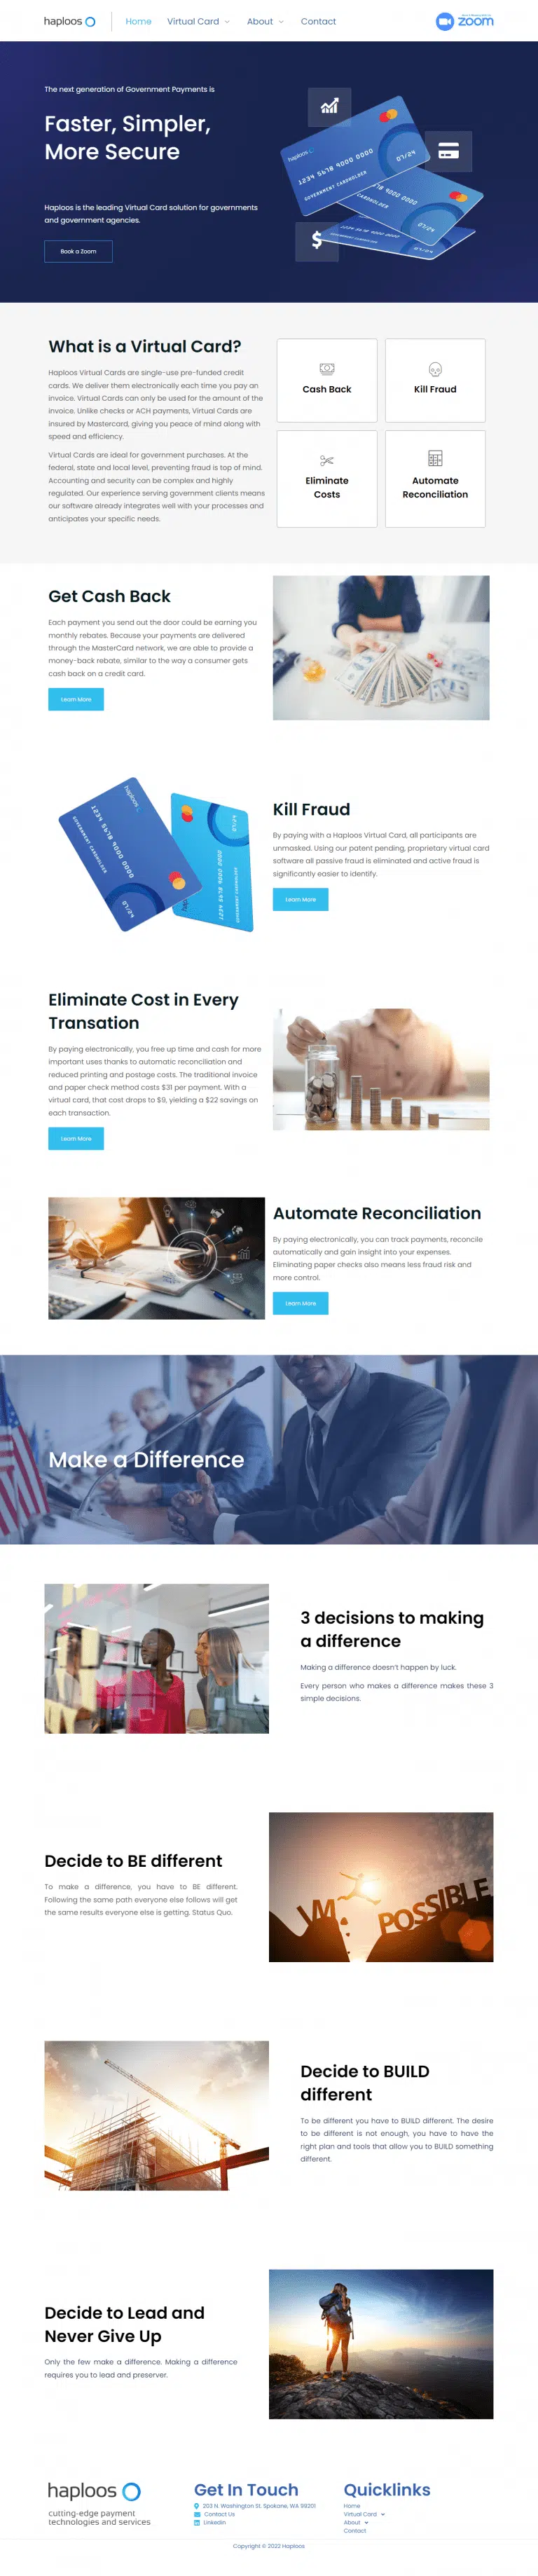 haploos
Home Virtual Card About Contact
zoom
The next generation of Government Payments is
Faster, Simpler,
More Secure
Haploos is the leading Virtual Card solution for governments
and government agencies.
Book a Zoom
haploos
1234 5678 9000 0000
07/24
GOVERNMENT CARDHOLDER
What is a Virtual Card?
Haploos Virtual Cards are single-use pre-funded credit
cards. We deliver them electronically each time you pay an
invoice. Virtual Cards can only be used for the amount of the
invoice. Unlike checks or ACH payments, Virtual Cards are
insured by Mastercard, giving you peace of mind along with
speed and efficiency.
Virtual Cards are ideal for government purchases. At the
federal, state and local level, preventing fraud is top of mind.
Accounting and security can be complex and highly
regulated. Our experience serving government clients means
our software already integrates well with your processes and
anticipates your specific needs.
Cash Back
Kill Fraud
Eliminate
Costs
Automate
Reconciliation
Get Cash Back
Each payment you send out the door could be earning you
monthly rebates. Because your payments are delivered
through the MasterCard network, we are able to provide a
money-back rebate, similar to the way a consumer gets
cash back on a credit card.
Learn More
haploos
1234 5678 9000 0000
GOVERNMENT CARDHOLDER
07/24
Kill Fraud
By paying with a Haploos Virtual Card, all participants are
unmasked. Using our patent pending, proprietary virtual card
software all passive fraud is eliminated and active fraud is
significantly easier to identify.
Learn More
Eliminate Cost in Every
Transation
By paying electronically, you free up time and cash for more
important uses thanks to automatic reconciliation and
reduced printing and postage costs. The traditional invoice
and paper check method costs $31 per payment. With a
virtual card, that cost drops to $9, yielding a $22 savings on
each transaction.
Learn More
Automate Reconciliation
By paying electronically, you can track payments, reconcile
automatically and gain insight into your expenses.
Eliminating paper checks also means less fraud risk and
more control.
Learn More
Make a Difference
3 decisions to making
a difference
Making a difference doesn't happen by luck.
Every person who makes a difference makes these 3
simple decisions.
Decide to BE different
To make a difference, you have to BE different.
Following the same path everyone else follows will get
the same results everyone else is getting. Status Quo.
IM POSSIBLE
Decide to BUILD
different
To be different you have to BUILD different. The desire
to be different is not enough, you have to have the
right plan and tools that allow you to BUILD something
different.
Decide to Lead and
Never Give Up
Only the few make a difference. Making a difference
requires you to lead and preserver.
haploos
cutting-edge payment
technologies and services
Get In Touch
203 N. Washington St. Spokane, WA 99201
Contact Us
Linkedin
Quicklinks
Home
Virtual Card
About
Contact
Copyright © 2022 Haploos